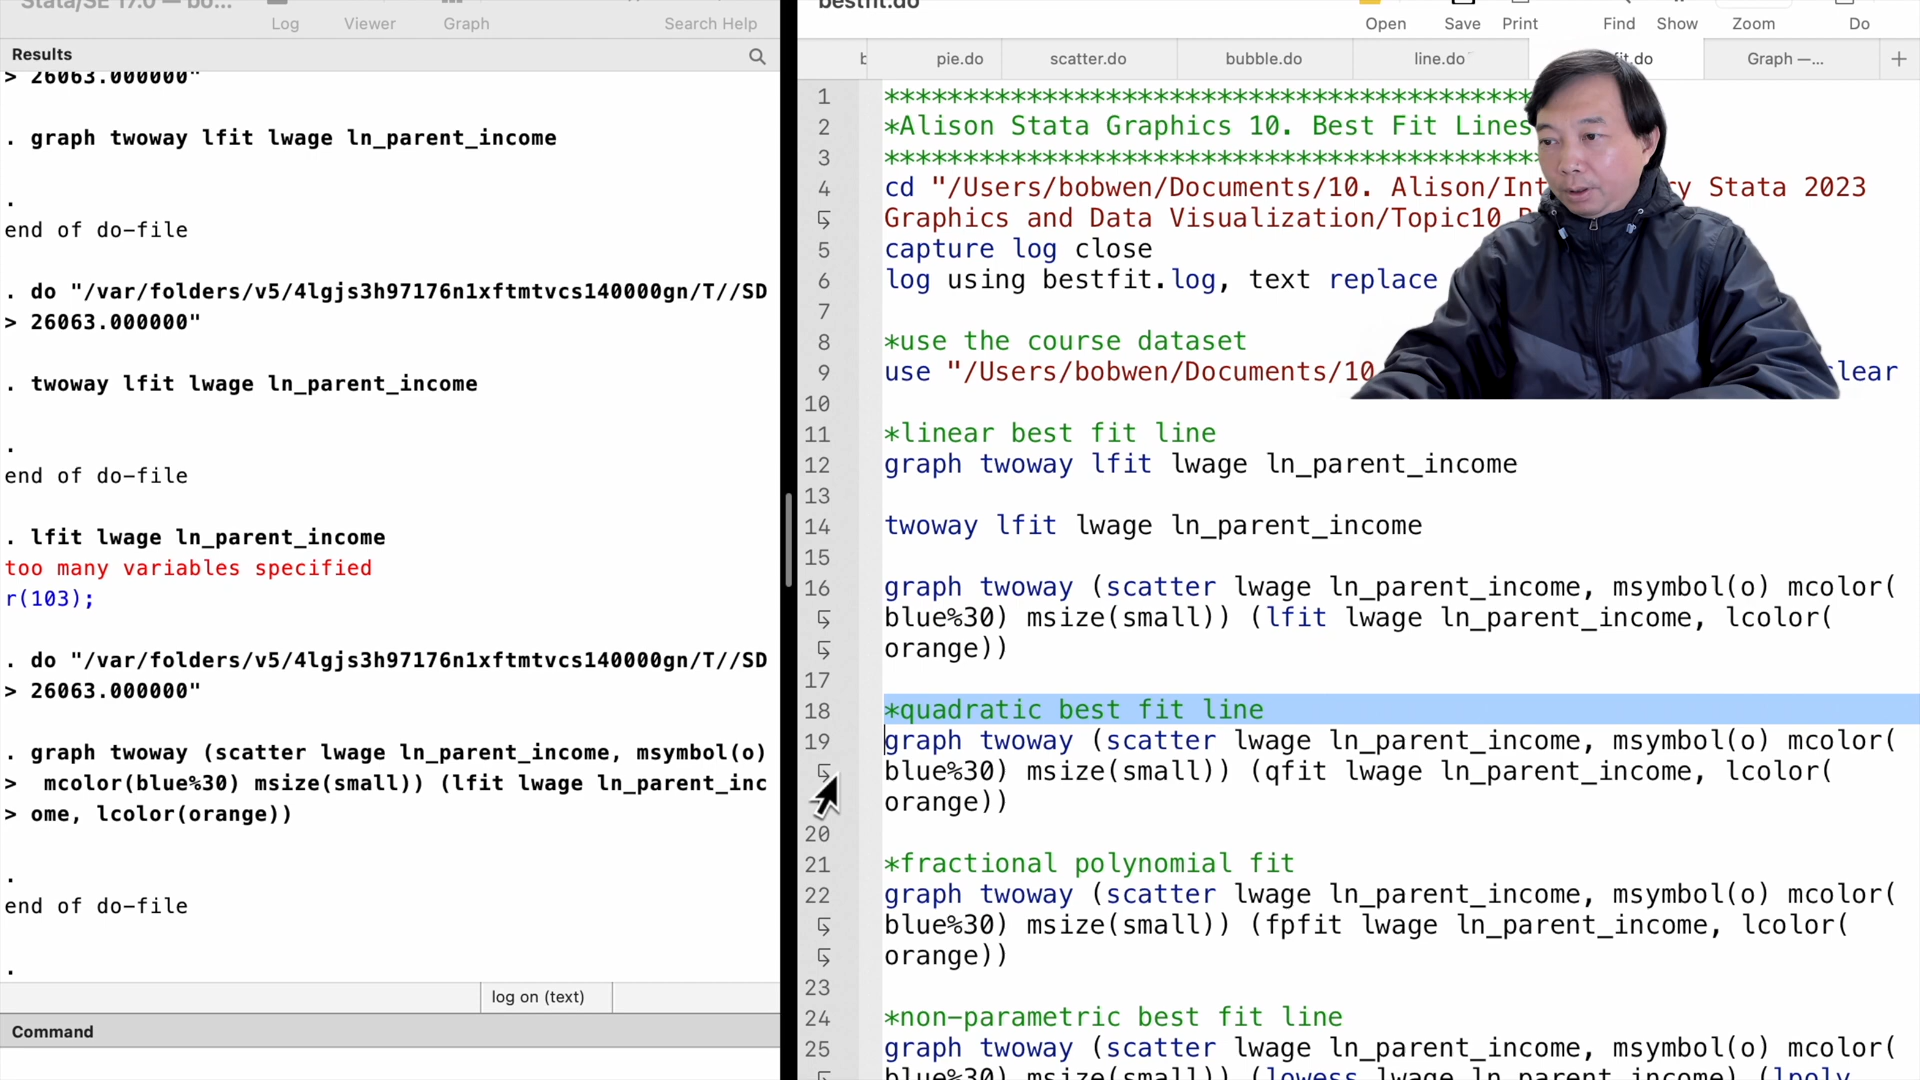 Stata/SE 17.0 — bo...
Log
Viewer
Graph
Search Help
Results
> 26063.000000"
. graph twoway lfit lwage ln_parent_income
.
end of do-file
. do "/var/folders/v5/4lgjs3h97176n1xftmtvcs140000gn/T//SD
> 26063.000000"
. twoway lfit lwage ln_parent_income
.
end of do-file
. lfit lwage ln_parent_income
too many variables specified
r(103);
. do "/var/folders/v5/4lgjs3h97176n1xftmtvcs140000gn/T//SD
> 26063.000000"
. graph twoway (scatter lwage ln_parent_income, msymbol(o)
>  mcolor(blue%30) msize(small)) (lfit lwage ln_parent_inc
> ome, lcolor(orange))
.
end of do-file
.
log on (text)
Command
bestfit.do
Open
Save
Print
Find
Show
Zoom
Do
pie.do
scatter.do
bubble.do
line.do
fit.do
Graph —...
+
1 ****************************************
2 *Alison Stata Graphics 10. Best Fit Lines
3 ****************************************
4 cd "/Users/bobwen/Documents/10. Alison/Int ry Stata 2023
Graphics and Data Visualization/Topic10
5 capture log close
6 log using bestfit.log, text replace
7
8 *use the course dataset
9 use "/Users/bobwen/Documents/10 clear
10
11 *linear best fit line
12 graph twoway lfit lwage ln_parent_income
13
14 twoway lfit lwage ln_parent_income
15
16 graph twoway (scatter lwage ln_parent_income, msymbol(o) mcolor(
blue%30) msize(small)) (lfit lwage ln_parent_income, lcolor(
orange))
17
18 *quadratic best fit line
19 graph twoway (scatter lwage ln_parent_income, msymbol(o) mcolor(
blue%30) msize(small)) (qfit lwage ln_parent_income, lcolor(
orange))
20
21 *fractional polynomial fit
22 graph twoway (scatter lwage ln_parent_income, msymbol(o) mcolor(
blue%30) msize(small)) (fpfit lwage ln_parent_income, lcolor(
orange))
23
24 *non-parametric best fit line
25 graph twoway (scatter lwage ln_parent_income, msymbol(o) mcolor(
blue%30) msize(small)) (lowess lwage ln_parent_income) (lpoly